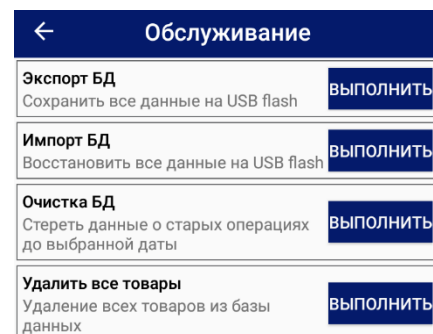 Обслуживание
Экспорт БД
Сохранить все данные на USB flash
ВЫПОЛНИТЬ
Импорт БД
Восстановить все данные на USB flash
ВЫПОЛНИТЬ
Очистка БД
Стереть данные о старых операциях
до выбранной даты
ВЫПОЛНИТЬ
Удалить все товары
Удаление всех товаров из базы
данных
ВЫПОЛНИТЬ